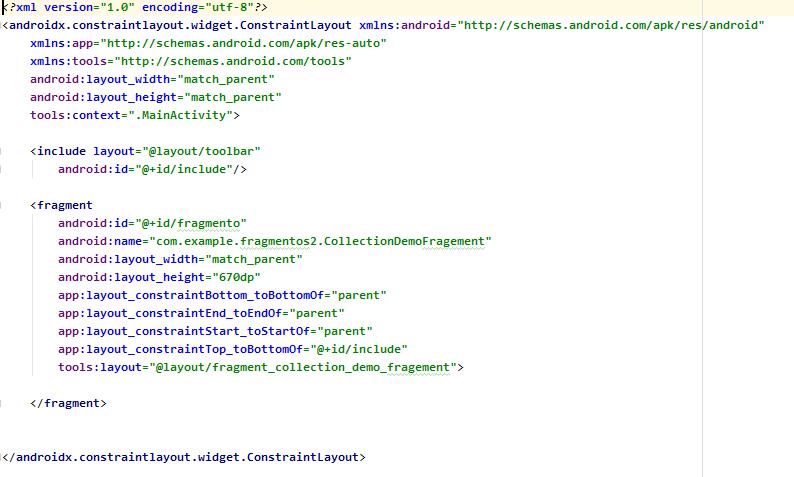 <?xml version="1.0" encoding="utf-8"?>
<androidx.constraintlayout.widget.ConstraintLayout xmlns:android="http://schemas.android.com/apk/res/android"
    xmlns:app="http://schemas.android.com/apk/res-auto"
    xmlns:tools="http://schemas.android.com/tools"
    android:layout_width="match_parent"
    android:layout_height="match_parent"
    tools:context=".MainActivity">
    <include layout="@layout/toolbar"
        android:id="@+id/include"/>
    <fragment
        android:id="@+id/fragmento"
        android:name="com.example.fragmentos2.CollectionDemoFragement"
        android:layout_width="match_parent"
        android:layout_height="670dp"
        app:layout_constraintBottom_toBottomOf="parent"
        app:layout_constraintEnd_toEndOf="parent"
        app:layout_constraintStart_toStartOf="parent"
        app:layout_constraintTop_toBottomOf="@+id/include"
        tools:layout="@layout/fragment_collection_demo_fragement">
    </fragment>
</androidx.constraintlayout.widget.ConstraintLayout>